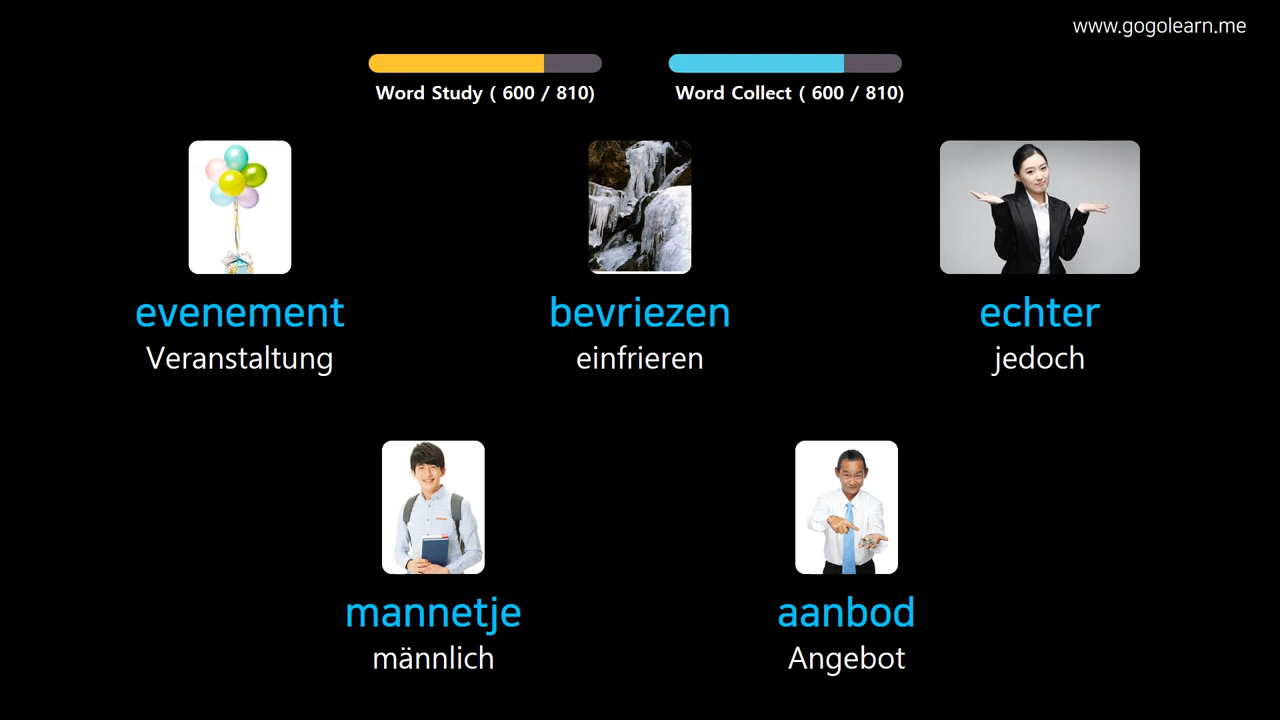 www.gogolearn.me
Word Study ( 600 / 810)
Word Collect ( 600 / 810)
evenement
Veranstaltung
bevriezen
einfrieren
echter
jedoch
mannetje
männlich
aanbod
Angebot